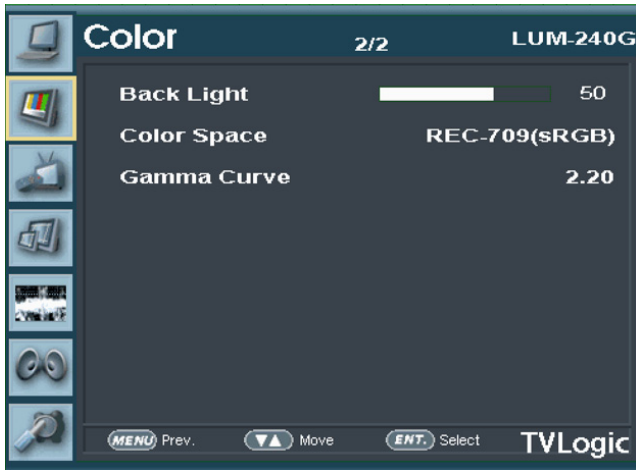 Color 2/2 LUM-240G
Back Light 50
Color Space REC-709(sRGB)
Gamma Curve 2.20
MENU Prev. ▼▲ Move ENT. Select TVLogic